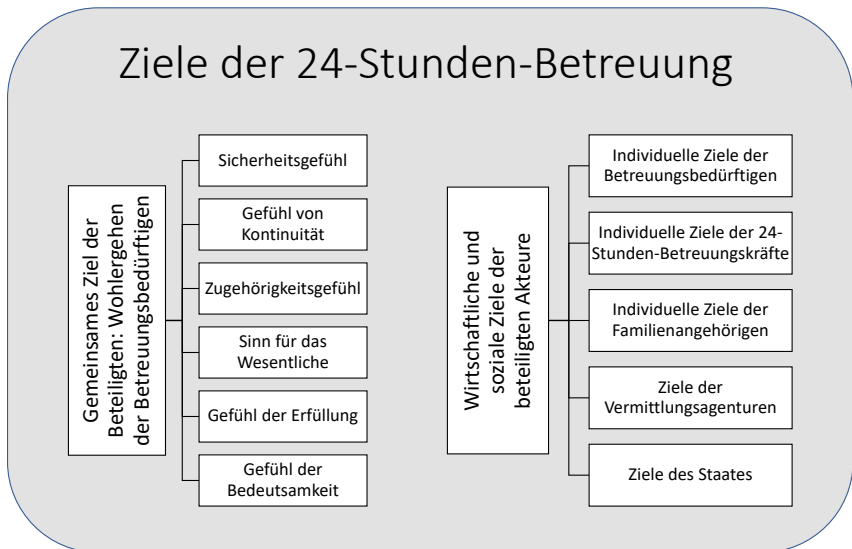 Ziele der 24-Stunden-Betreuung
Gemeinsames Ziel der
Beteiligten: Wohlergehen
der Betreuungsbedürftigen
Sicherheitsgefühl
Gefühl von
Kontinuität
Zugehörigkeitsgefühl
Sinn für das
Wesentliche
Gefühl der Erfüllung
Gefühl der
Bedeutsamkeit
Wirtschaftliche und
soziale Ziele der
beteiligten Akteure
Individuelle Ziele der
Betreuungsbedürftigen
Individuelle Ziele der 24-
Stunden-Betreuungskräfte
Individuelle Ziele der
Familienangehörigen
Ziele der
Vermittlungsagenturen
Ziele des Staates